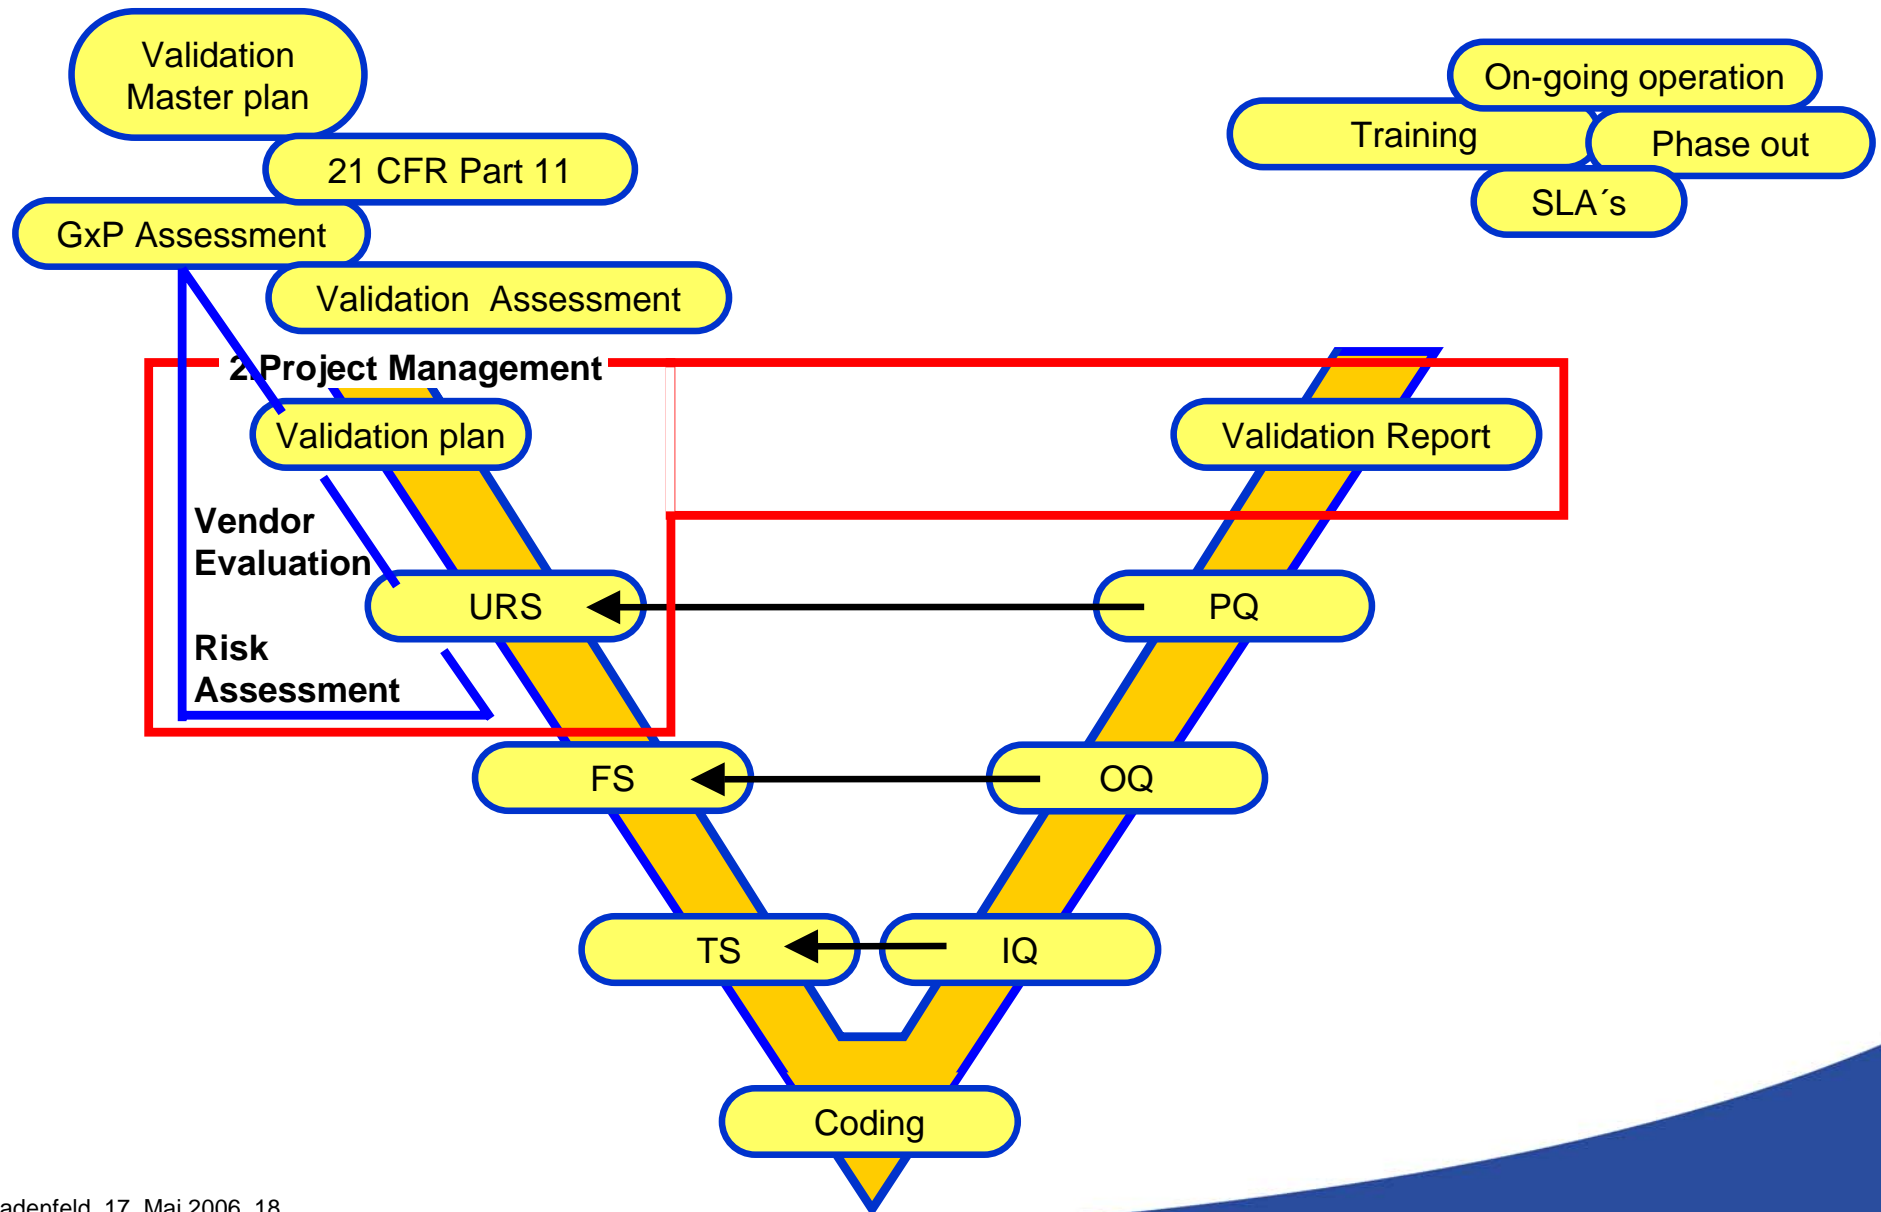 Validation
Master plan
On-going operation
Training
Phase out
21 CFR Part 11
SLA´s
GxP Assessment
Validation Assessment
2.Project Management
Validation plan
Validation Report
Vendor
Evaluation
URS
PQ
Risk
Assessment
FS
OQ
TS
IQ
Coding
adenfeld, 17. Mai 2006, 18